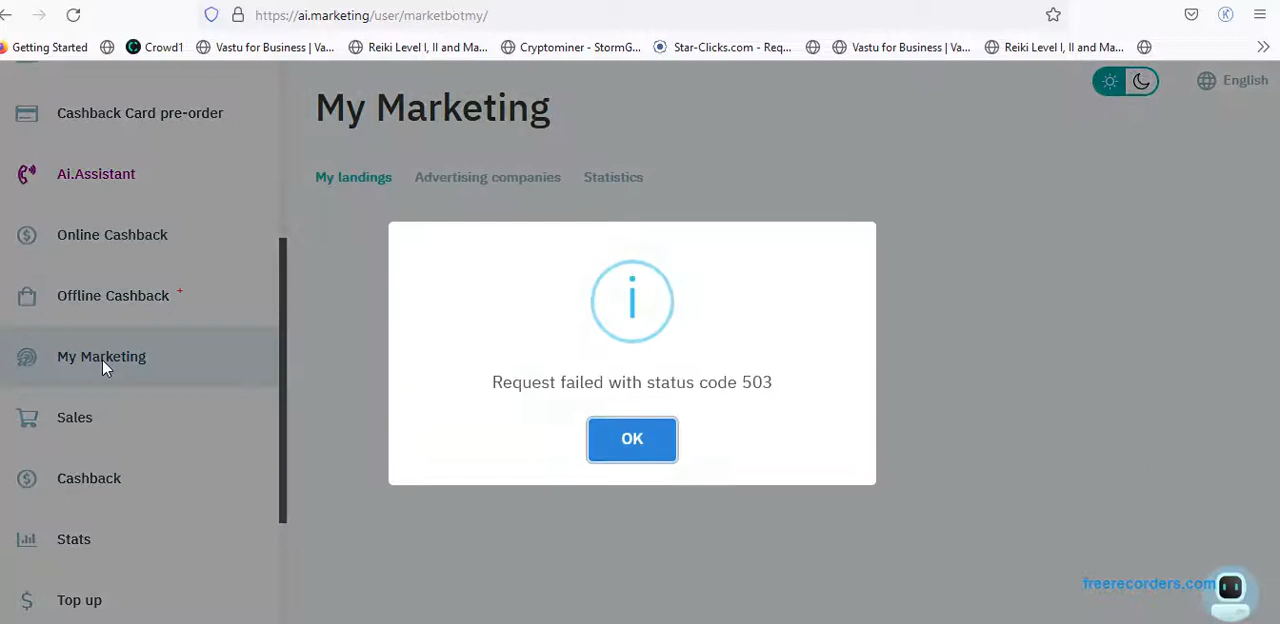 https://ai.marketing/user/marketbotmy/
Getting Started Crowd1 Vastu for Business | Va... Reiki Level I, II and Ma... Cryptominer - StormG... Star-Clicks.com - Req... Vastu for Business | Va... Reiki Level I, II and Ma...
English
My Marketing
Cashback Card pre-order
Ai.Assistant
My landings Advertising companies Statistics
Online Cashback
Offline Cashback +
My Marketing
Request failed with status code 503
Sales
OK
Cashback
Stats
freerecorders.com
Top up